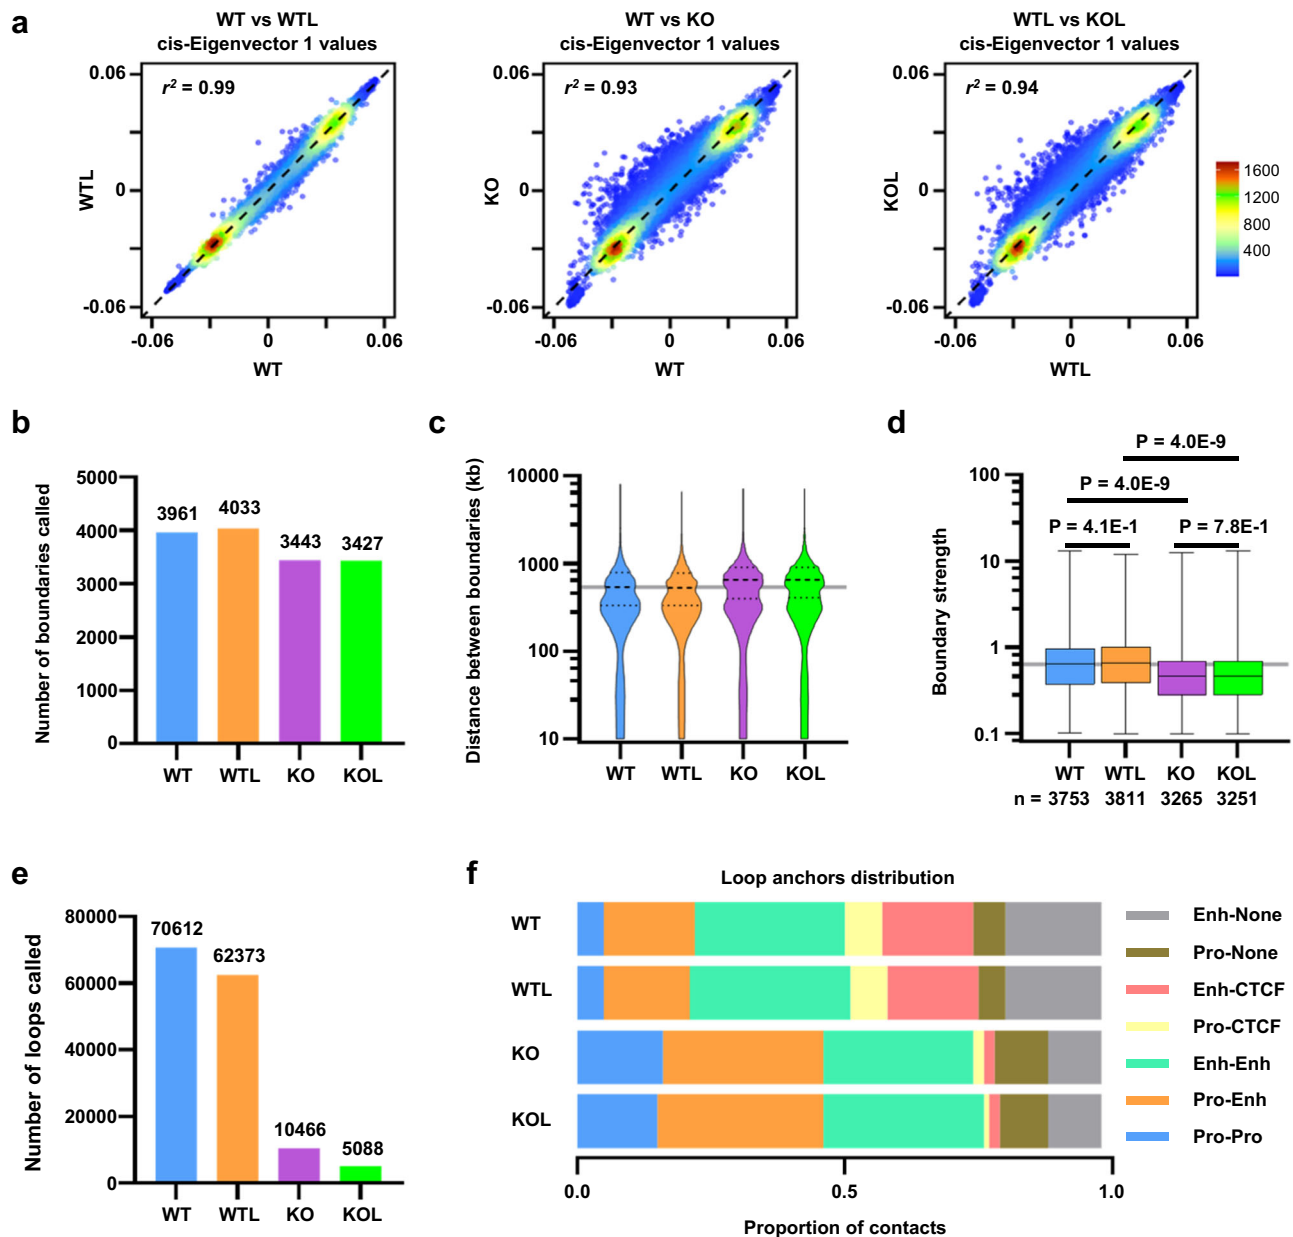 a
WT vs WTL
cis-Eigenvector 1 values
0.06
0
-0.06
r² = 0.99
WTL
-0.06 0 0.06
WT
WT vs KO
cis-Eigenvector 1 values
0.06
0
-0.06
r² = 0.93
KO
-0.06 0 0.06
WT
WTL vs KOL
cis-Eigenvector 1 values
0.06
0
-0.06
r² = 0.94
KOL
-0.06 0 0.06
WTL
1600
1200
800
400
b
Number of boundaries called
5000
4000
3000
2000
1000
0
3961 4033 3443 3427
WT WTL KO KOL
c
Distance between boundaries (kb)
10000
1000
100
10
WT WTL KO KOL
d
Boundary strength
P = 4.0E-9
P = 4.0E-9
P = 4.1E-1 P = 7.8E-1
100
10
1
0.1
WT WTL KO KOL
n = 3753 3811 3265 3251
e
Number of loops called
80000
60000
40000
20000
0
70612 62373 10466 5088
WT WTL KO KOL
f
Loop anchors distribution
WT
WTL
KO
KOL
0.0 0.5 1.0
Proportion of contacts
Enh-None
Pro-None
Enh-CTCF
Pro-CTCF
Enh-Enh
Pro-Enh
Pro-Pro